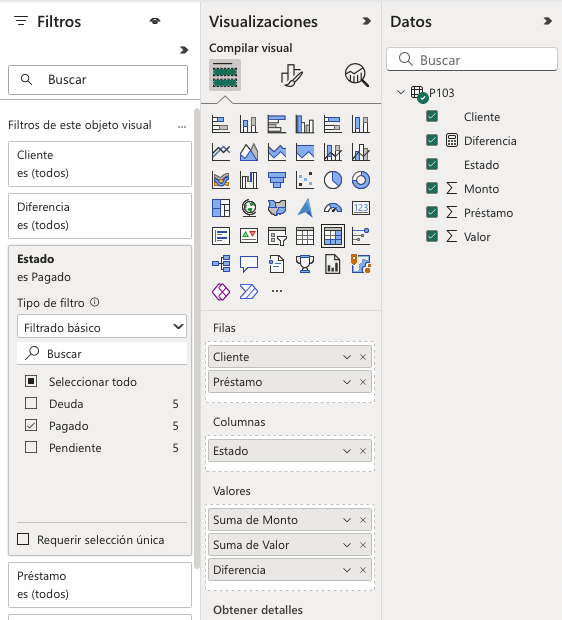 Filtros
Buscar
Filtros de este objeto visual
...
Cliente
es (todos)
Diferencia
es (todos)
Estado
es Pagado
Tipo de filtro
Filtrado básico
Buscar
Seleccionar todo
Deuda 5
Pagado 5
Pendiente 5
Requerir selección única
Préstamo
es (todos)
Visualizaciones
Compilar visual
123
...
Filas
Cliente
Préstamo
Columnas
Estado
Valores
Suma de Monto
Suma de Valor
Diferencia
Obtener detalles
Datos
Buscar
P103
Cliente
Diferencia
Estado
Monto
Préstamo
Valor